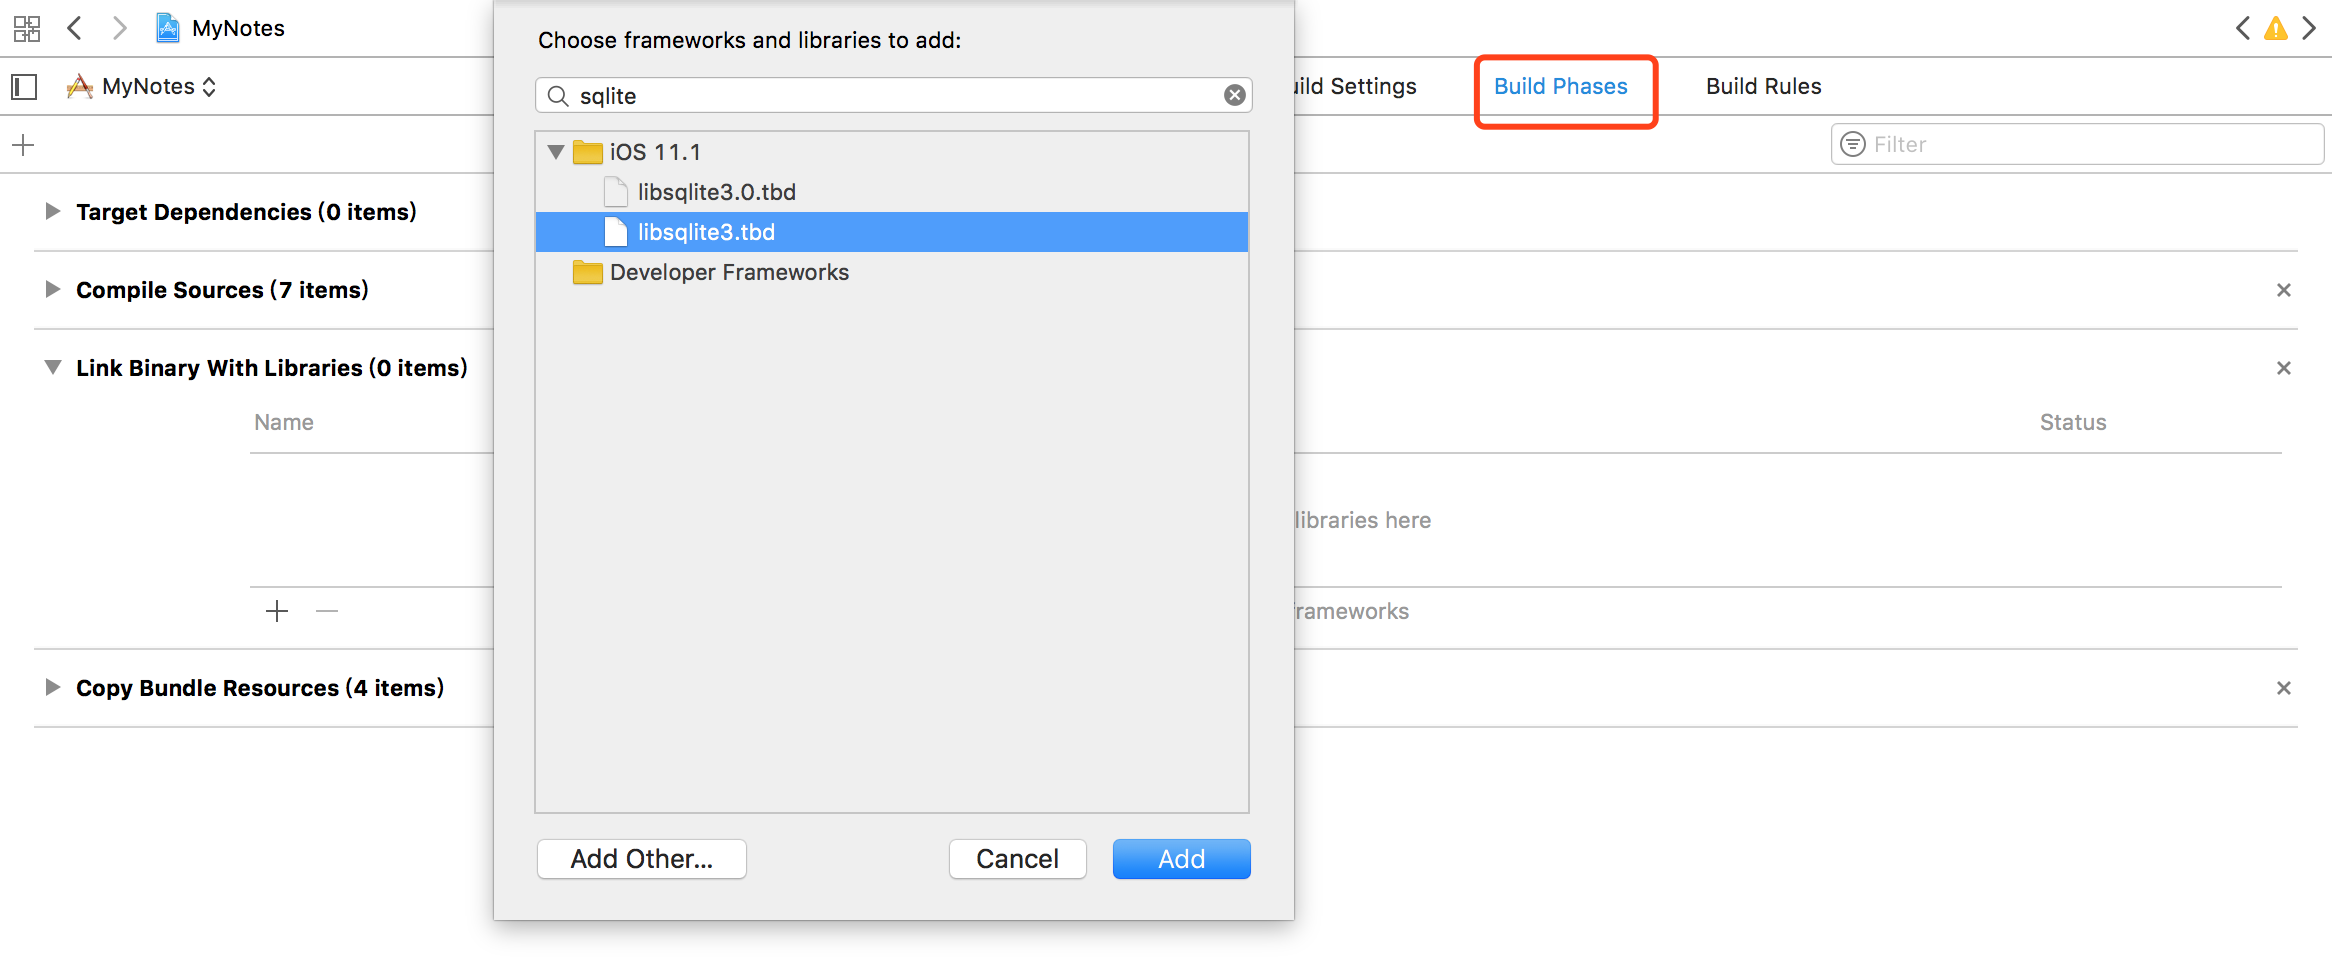 MyNotes
Choose frameworks and libraries to add:
MyNotes
sqlite
ild Settings
Build Phases
Build Rules
Filter
iOS 11.1
libsqlite3.0.tbd
libsqlite3.tbd
Developer Frameworks
Target Dependencies (0 items)
Compile Sources (7 items)
Link Binary With Libraries (0 items)
Name
Status
libraries here
rameworks
Copy Bundle Resources (4 items)
Add Other...
Cancel
Add